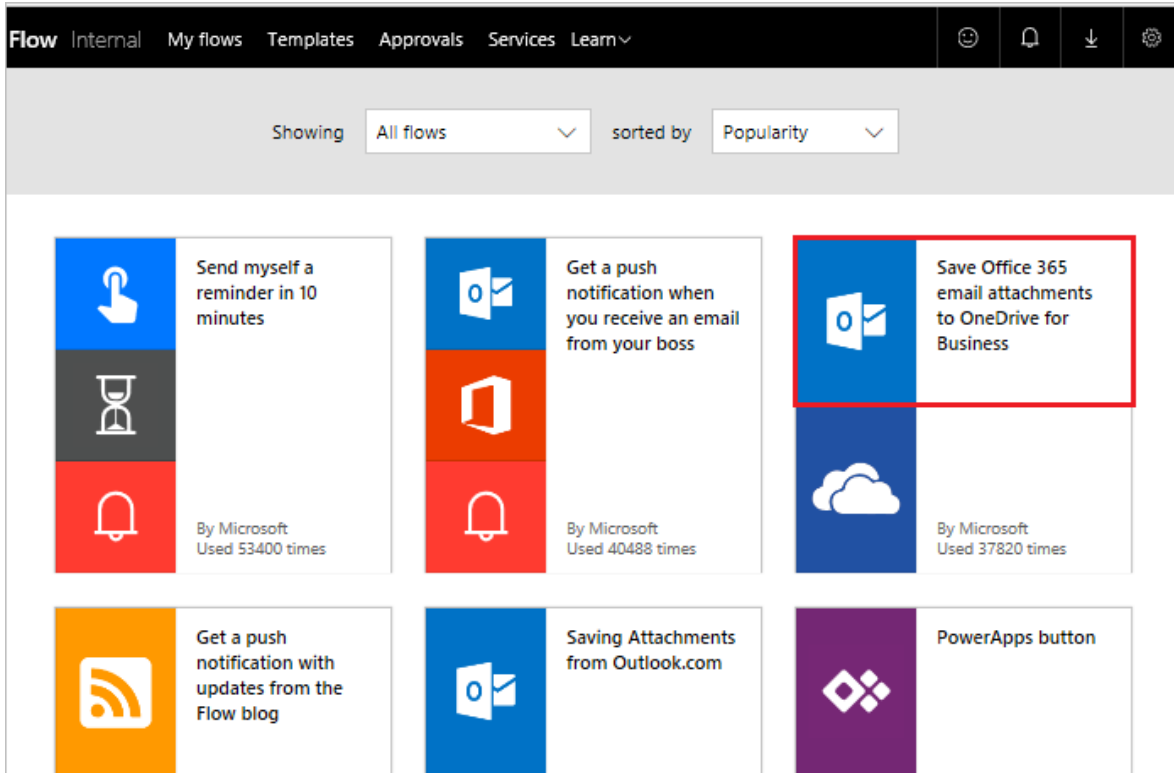 Flow Internal My flows Templates Approvals Services Learn
Showing All flows sorted by Popularity
Send myself a
reminder in 10
minutes
By Microsoft
Used 53400 times
Get a push
notification when
you receive an email
from your boss
By Microsoft
Used 40488 times
Save Office 365
email attachments
to OneDrive for
Business
By Microsoft
Used 37820 times
Get a push
notification with
updates from the
Flow blog
Saving Attachments
from Outlook.com
PowerApps button